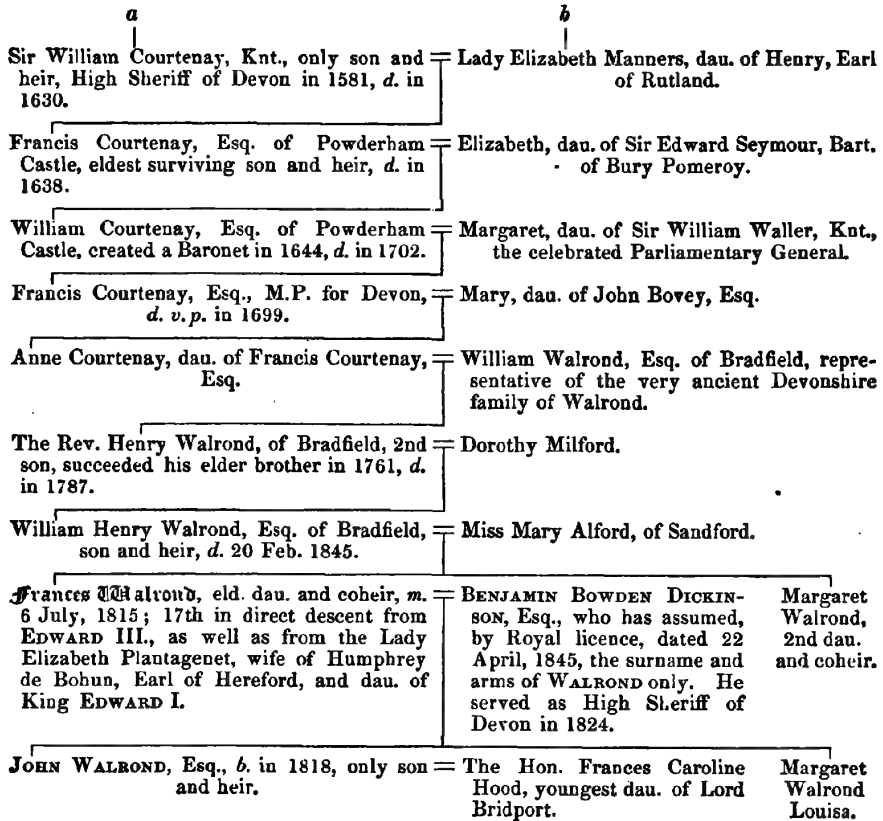 a
b
Sir William Courtenay, Knt., only son and
heir, High Sheriff of Devon in 1581, d. in
1630.
= Lady Elizabeth Manners, dau. of Henry, Earl
of Rutland.
Francis Courtenay, Esq. of Powderham
Castle, eldest surviving son and heir, d. in
1638.
= Elizabeth, dau. of Sir Edward Seymour, Bart.
of Bury Pomeroy.
William Courtenay, Esq. of Powderham
Castle, created a Baronet in 1644, d. in 1702.
= Margaret, dau. of Sir William Waller, Knt.,
the celebrated Parliamentary General.
Francis Courtenay, Esq., M.P. for Devon,
d. v.p. in 1699.
= Mary, dau. of John Bovey, Esq.
Anne Courtenay, dau. of Francis Courtenay,
Esq.
= William Walrond, Esq. of Bradfield, repre-
sentative of the very ancient Devonshire
family of Walrond.
The Rev. Henry Walrond, of Bradfield, 2nd
son, succeeded his elder brother in 1761, d.
in 1787.
= Dorothy Milford.
William Henry Walrond, Esq. of Bradfield,
son and heir, d. 20 Feb. 1845.
= Miss Mary Alford, of Sandford.
Frances Walrond, eld. dau. and coheir, m.
6 July, 1815; 17th in direct descent from
EDWARD III., as well as from the Lady
Elizabeth Plantagenet, wife of Humphrey
de Bohun, Earl of Hereford, and dau. of
King EDWARD I.
= BENJAMIN BOWDEN DICKIN-
SON, Esq., who has assumed,
by Royal licence, dated 22
April, 1845, the surname and
arms of WALROND only. He
served as High Sheriff of
Devon in 1824.
Margaret
Walrond,
2nd dau.
and coheir.
JOHN WALROND, Esq., b. in 1818, only son
and heir.
= The Hon. Frances Caroline
Hood, youngest dau. of Lord
Bridport.
Margaret
Walrond
Louisa.